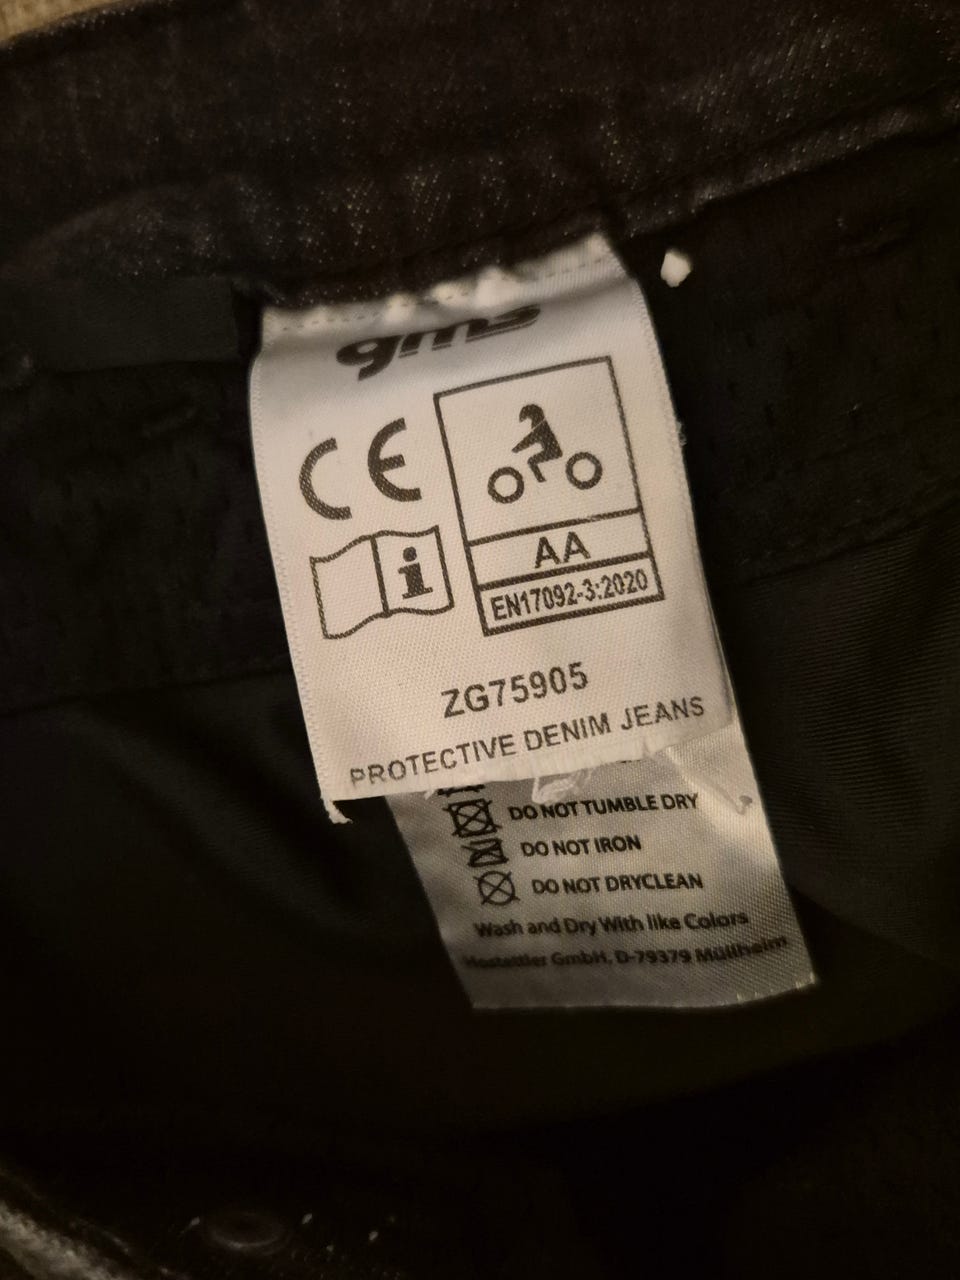 gms
CE
i
AA
EN17092-3:2020
ZG75905
PROTECTIVE DENIM JEANS
DO NOT TUMBLE DRY
DO NOT IRON
DO NOT DRYCLEAN
Wash and Dry With like Colors
Hostettler GmbH, D-79379 Müllheim